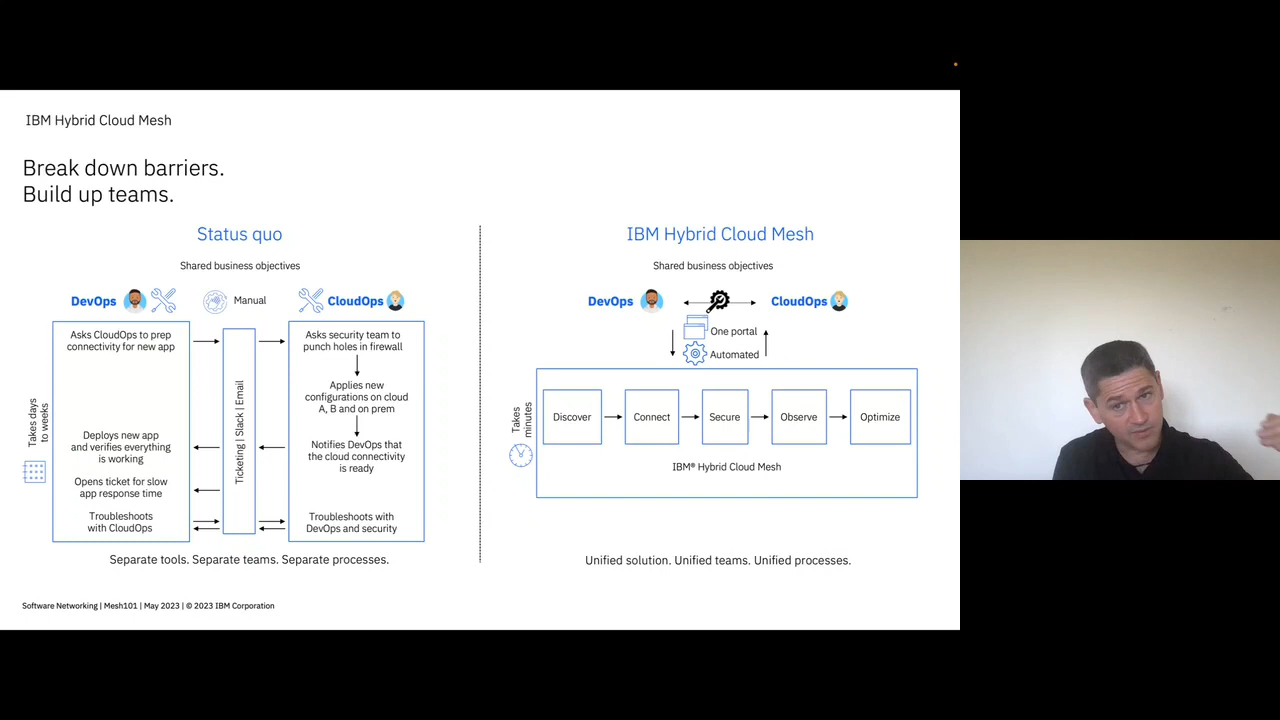 IBM Hybrid Cloud Mesh
Break down barriers.
Build up teams.
Status quo
Shared business objectives
DevOps
Manual
CloudOps
Takes days
to weeks
Asks CloudOps to prep
connectivity for new app
Deploys new app
and verifies everything
is working
Opens ticket for slow
app response time
Troubleshoots
with CloudOps
Ticketing | Slack | Email
Asks security team to
punch holes in firewall
Applies new
configurations on cloud
A, B and on prem
Notifies DevOps that
the cloud connectivity
is ready
Troubleshoots with
DevOps and security
Separate tools. Separate teams. Separate processes.
IBM Hybrid Cloud Mesh
Shared business objectives
DevOps
CloudOps
One portal
Automated
Takes
minutes
Discover
Connect
Secure
Observe
Optimize
IBM® Hybrid Cloud Mesh
Unified solution. Unified teams. Unified processes.
Software Networking | Mesh101 | May 2023 | © 2023 IBM Corporation